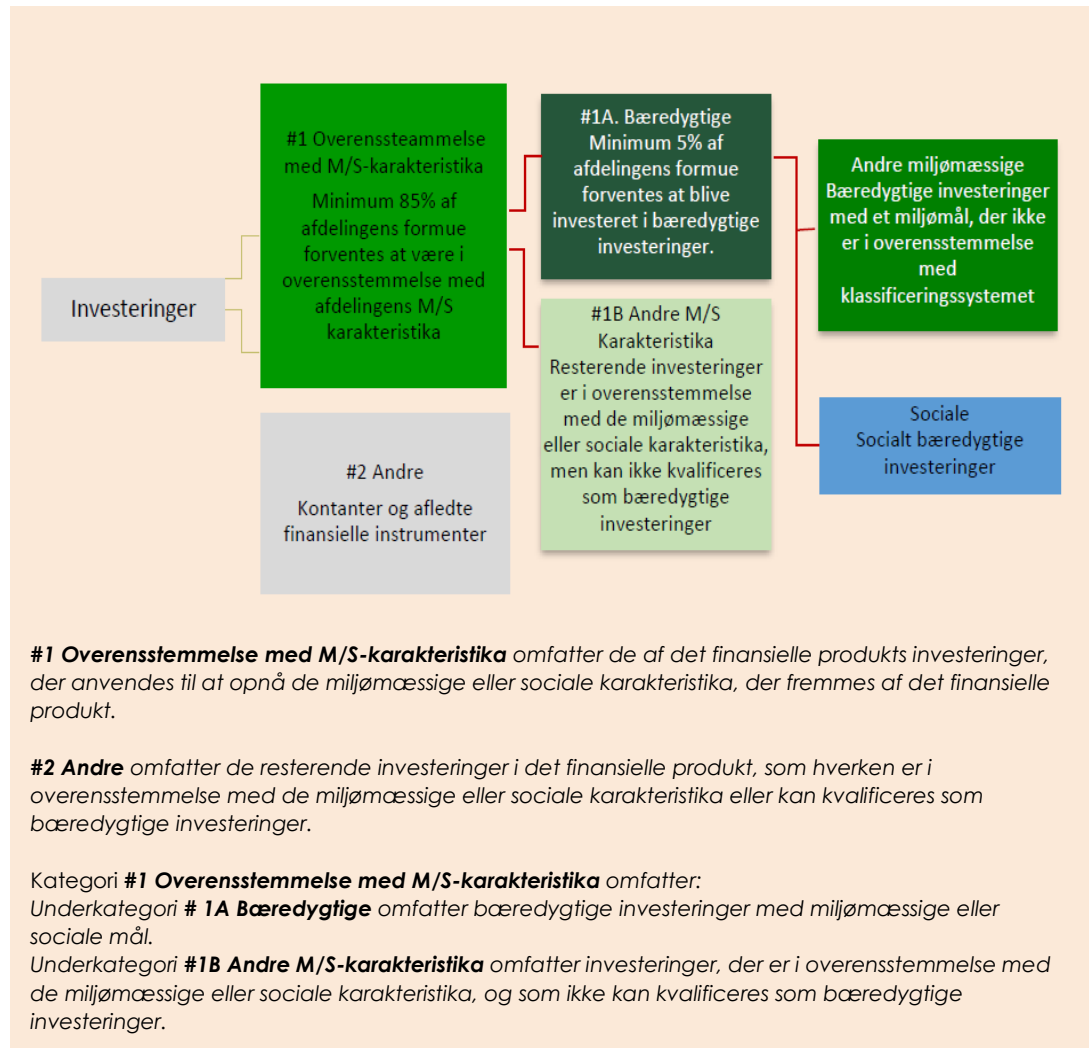 Investeringer
#1 Overenssteammelse
med M/S-karakteristika
Minimum 85% af
afdelingens formue
forventes at være i
overensstemmelse med
afdelingens M/S
karakteristika
#2 Andre
Kontanter og afledte
finansielle instrumenter
#1A. Bæredygtige
Minimum 5% af
afdelingens formue
forventes at blive
investeret i bæredygtige
investeringer.
#1B Andre M/S
Karakteristika
Resterende investeringer
er i overensstemmelse
med de miljømæssige
eller sociale karakteristika,
men kan ikke kvalificeres
som bæredygtige
investeringer
Andre miljømæssige
Bæredygtige investeringer
med et miljømål, der ikke
er i overensstemmelse
med
klassificeringssystemet
Sociale
Socialt bæredygtige
investeringer
#1 Overensstemmelse med M/S-karakteristika omfatter de af det finansielle produkts investeringer,
der anvendes til at opnå de miljømæssige eller sociale karakteristika, der fremmes af det finansielle
produkt.
#2 Andre omfatter de resterende investeringer i det finansielle produkt, som hverken er i
overensstemmelse med de miljømæssige eller sociale karakteristika eller kan kvalificeres som
bæredygtige investeringer.
Kategori #1 Overensstemmelse med M/S-karakteristika omfatter:
Underkategori # 1A Bæredygtige omfatter bæredygtige investeringer med miljømæssige eller
sociale mål.
Underkategori #1B Andre M/S-karakteristika omfatter investeringer, der er i overensstemmelse med
de miljømæssige eller sociale karakteristika, og som ikke kan kvalificeres som bæredygtige
investeringer.